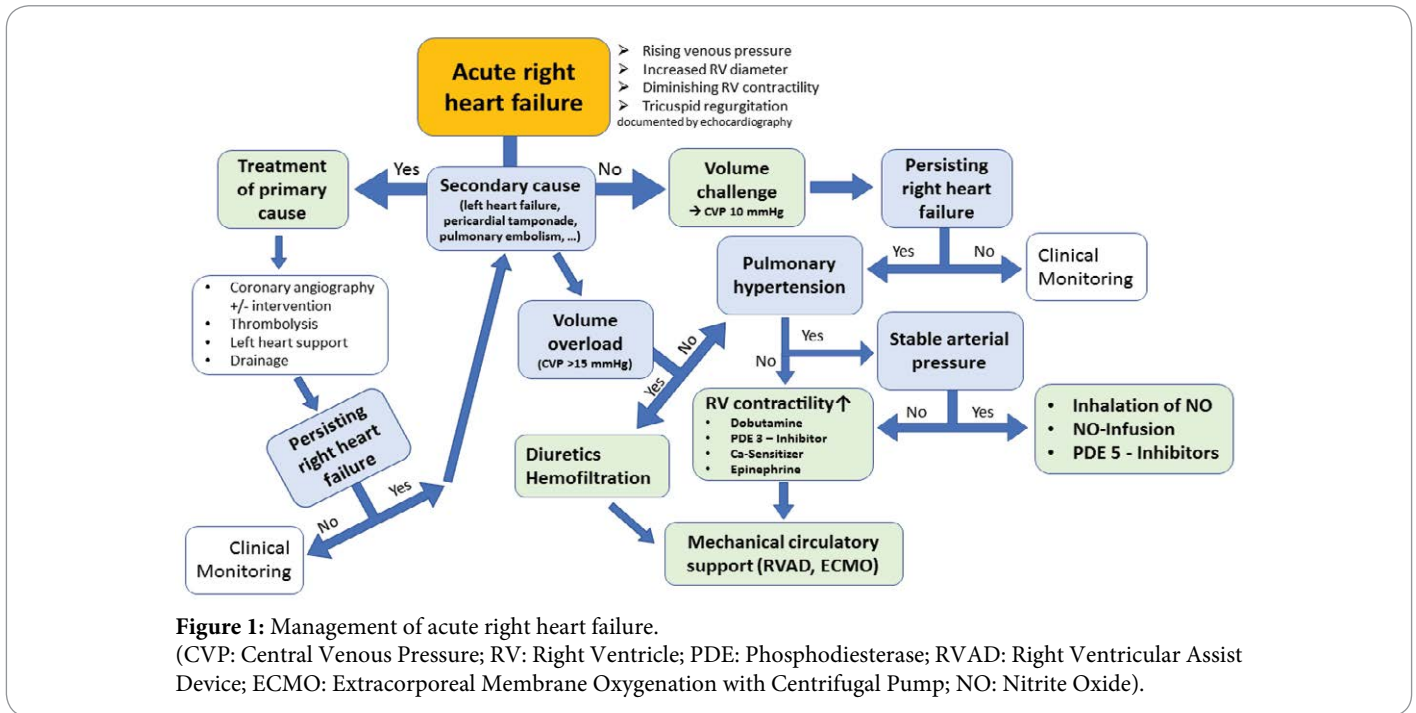 Acute right
heart failure
➢ Rising venous pressure
➢ Increased RV diameter
➢ Diminishing RV contractility
➢ Tricuspid regurgitation
documented by echocardiography
Treatment
of primary
cause
Yes
Secondary cause
(left heart failure,
pericardial tamponade,
pulmonary embolism, ...)
No
Volume
challenge
→ CVP 10 mmHg
Persisting
right heart
failure
Yes
No
Clinical
Monitoring
• Coronary angiography
+/- intervention
• Thrombolysis
• Left heart support
• Drainage
Volume
overload
(CVP >15 mmHg)
No
Yes
Pulmonary
hypertension
Yes
No
Stable arterial
pressure
No
Yes
Persisting
right heart
failure
Yes
No
Clinical
Monitoring
Diuretics
Hemofiltration
RV contractility↑
• Dobutamine
• PDE 3 – Inhibitor
• Ca-Sensitizer
• Epinephrine
• Inhalation of NO
• NO-Infusion
• PDE 5 - Inhibitors
Mechanical circulatory
support (RVAD, ECMO)
Figure 1: Management of acute right heart failure.
(CVP: Central Venous Pressure; RV: Right Ventricle; PDE: Phosphodiesterase; RVAD: Right Ventricular Assist
Device; ECMO: Extracorporeal Membrane Oxygenation with Centrifugal Pump; NO: Nitrite Oxide).